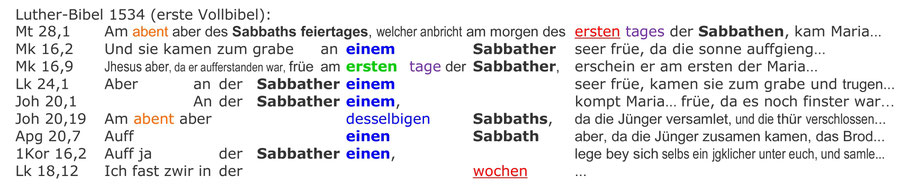 Luther-Bibel 1534 (erste Vollbibel):
Mt 28,1 Am abent aber des Sabbaths feiertages, welcher anbricht am morgen des ersten tages der Sabbathen, kam Maria...
Mk 16,2 Und sie kamen zum grabe an einem Sabbather seer früe, da die sonne auffgieng...
Mk 16,9 Jhesus aber, da er aufferstanden war, früe am ersten tage der Sabbather, erschein er am ersten der Maria...
Lk 24,1 Aber an der Sabbather einem seer früe, kamen sie zum grabe und trugen...
Joh 20,1 An der Sabbather einem, kompt Maria... früe, da es noch finster war...
Joh 20,19 Am abent aber desselbigen Sabbaths, da die Jünger versamlet, und die thür verschlossen...
Apg 20,7 Auff einen Sabbath aber, da die Jünger zusamen kamen, das Brod...
1Kor 16,2 Auff ja der Sabbather einen, lege bey sich selbs ein jgklicher unter euch, und samle...
Lk 18,12 Ich fast zwir in der wochen ...